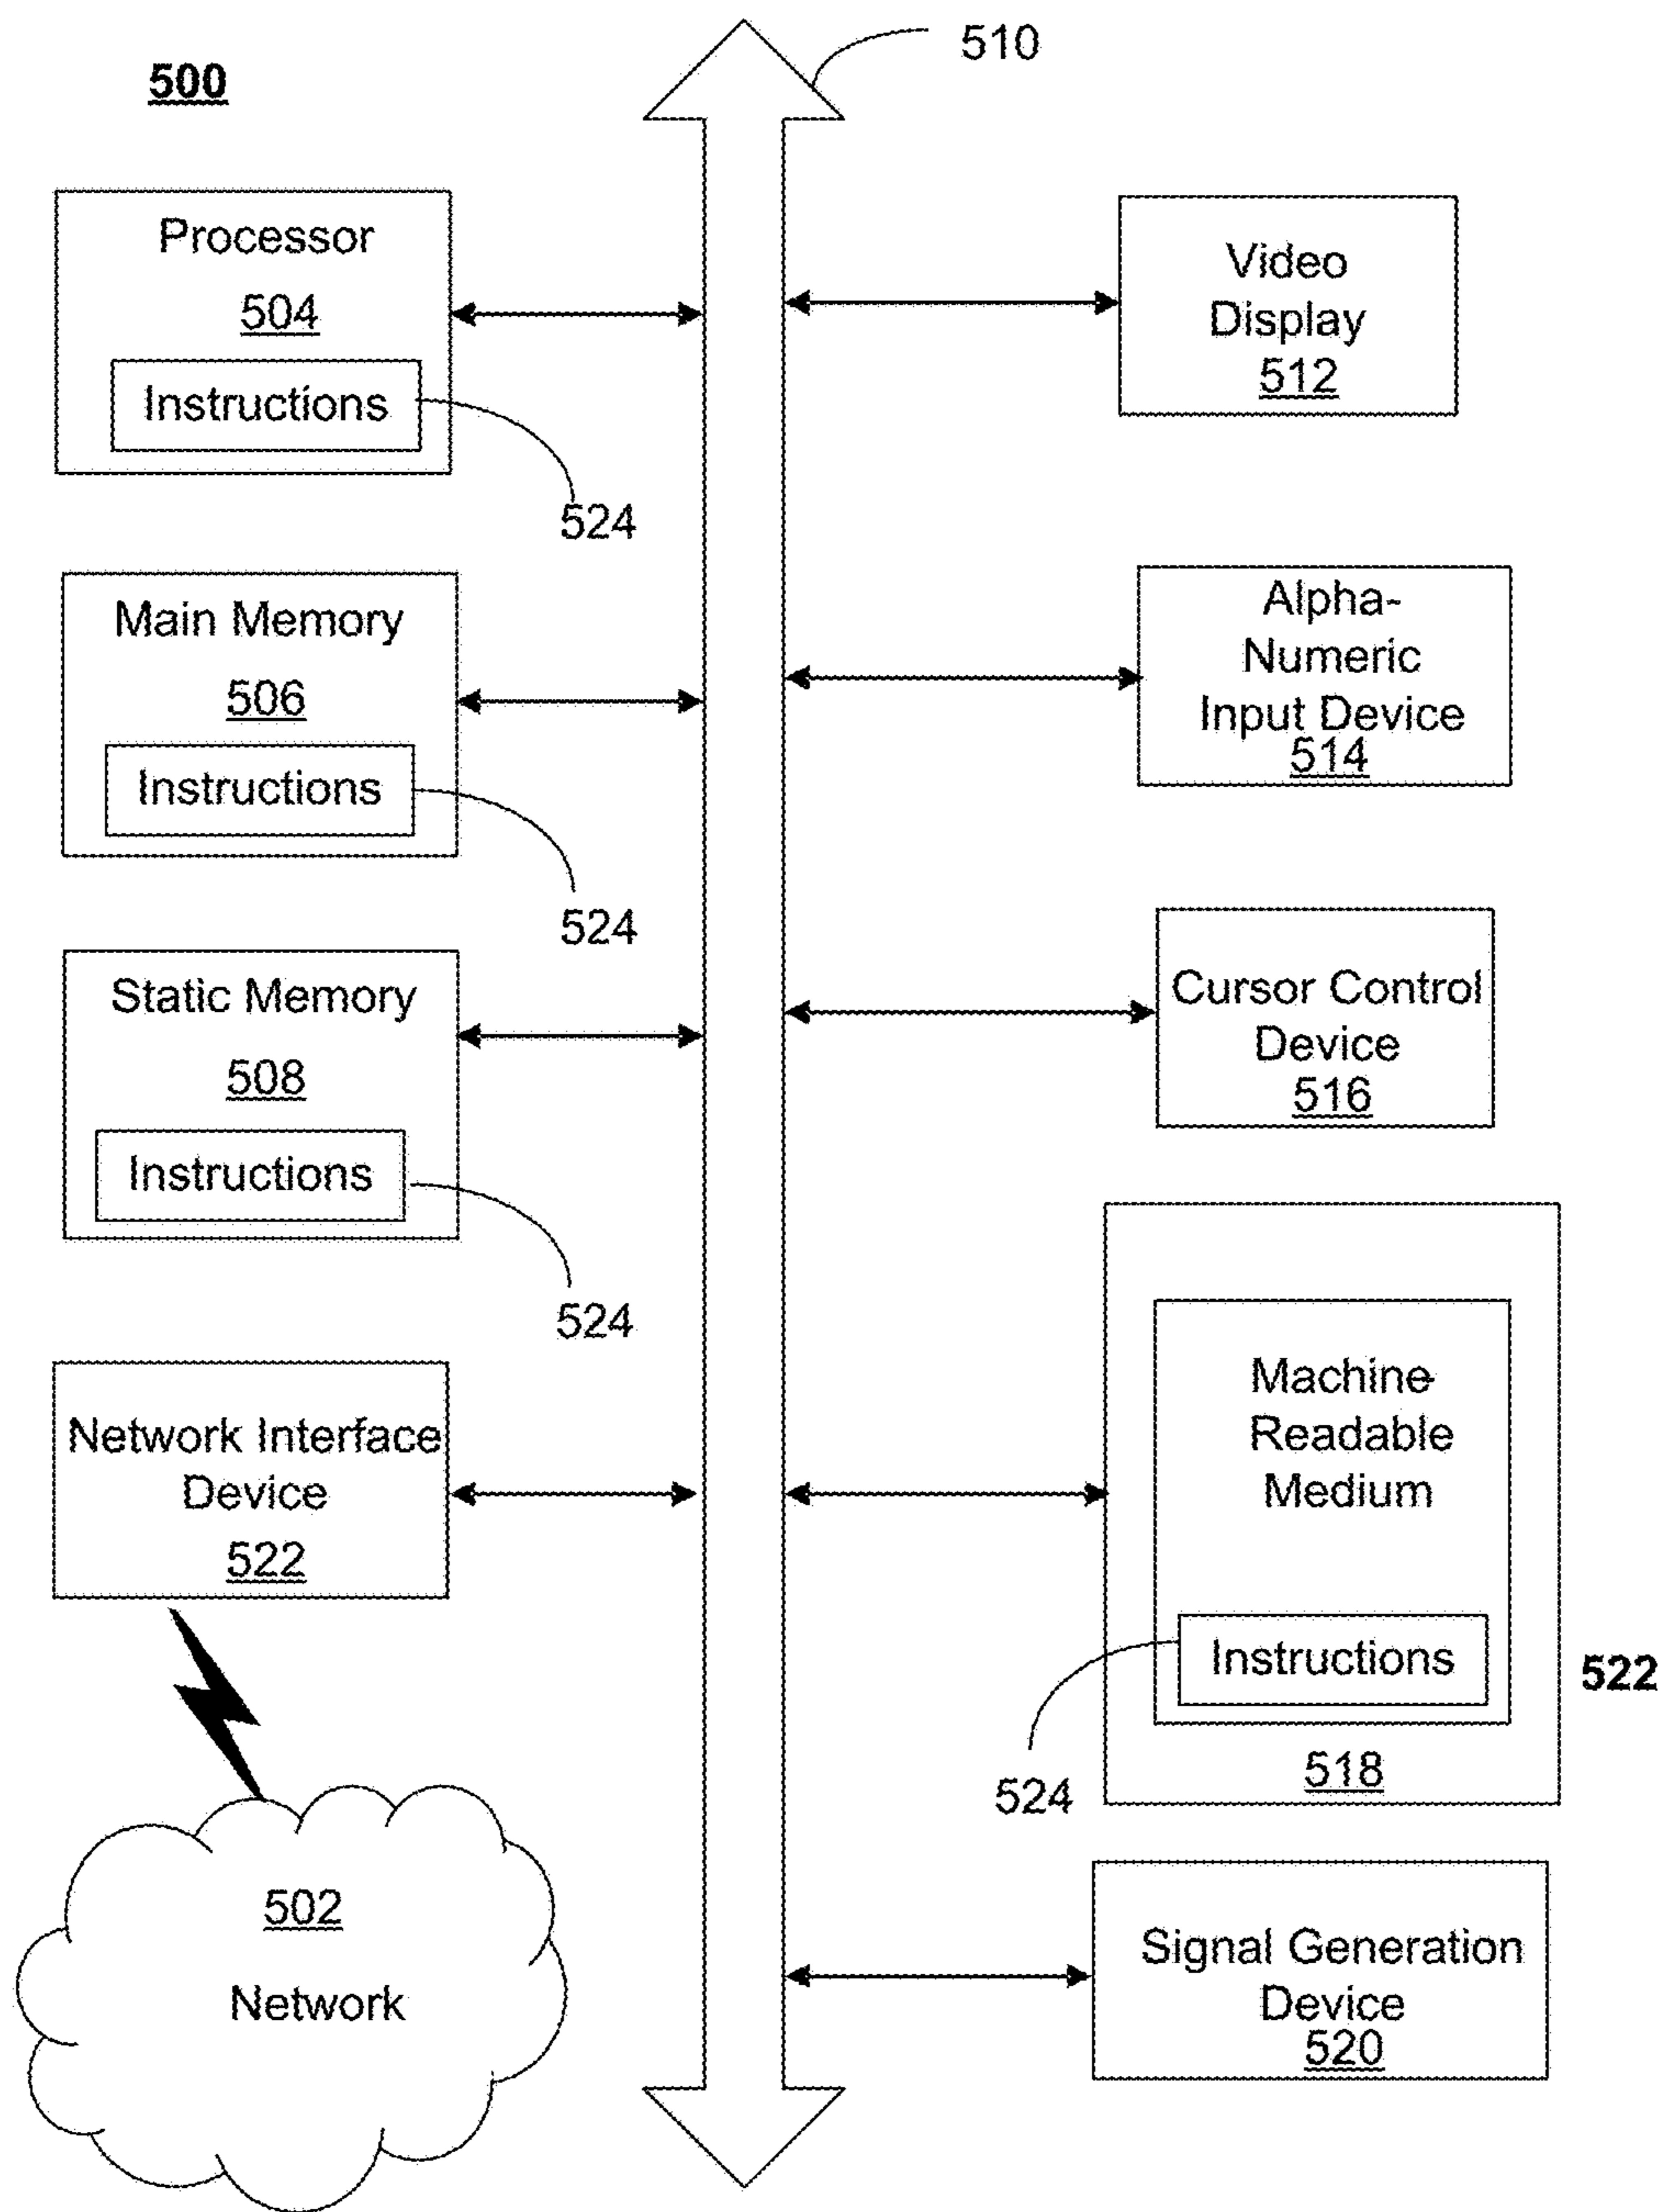 500
510
Processor
504
Instructions
524
Main Memory
506
Instructions
524
Static Memory
508
Instructions
524
Network Interface
Device
522
502
Network
Video
Display
512
Alpha-
Numeric
Input Device
514
Cursor Control
Device
516
Machine-
Readable
Medium
Instructions
522
524
518
Signal Generation
Device
520